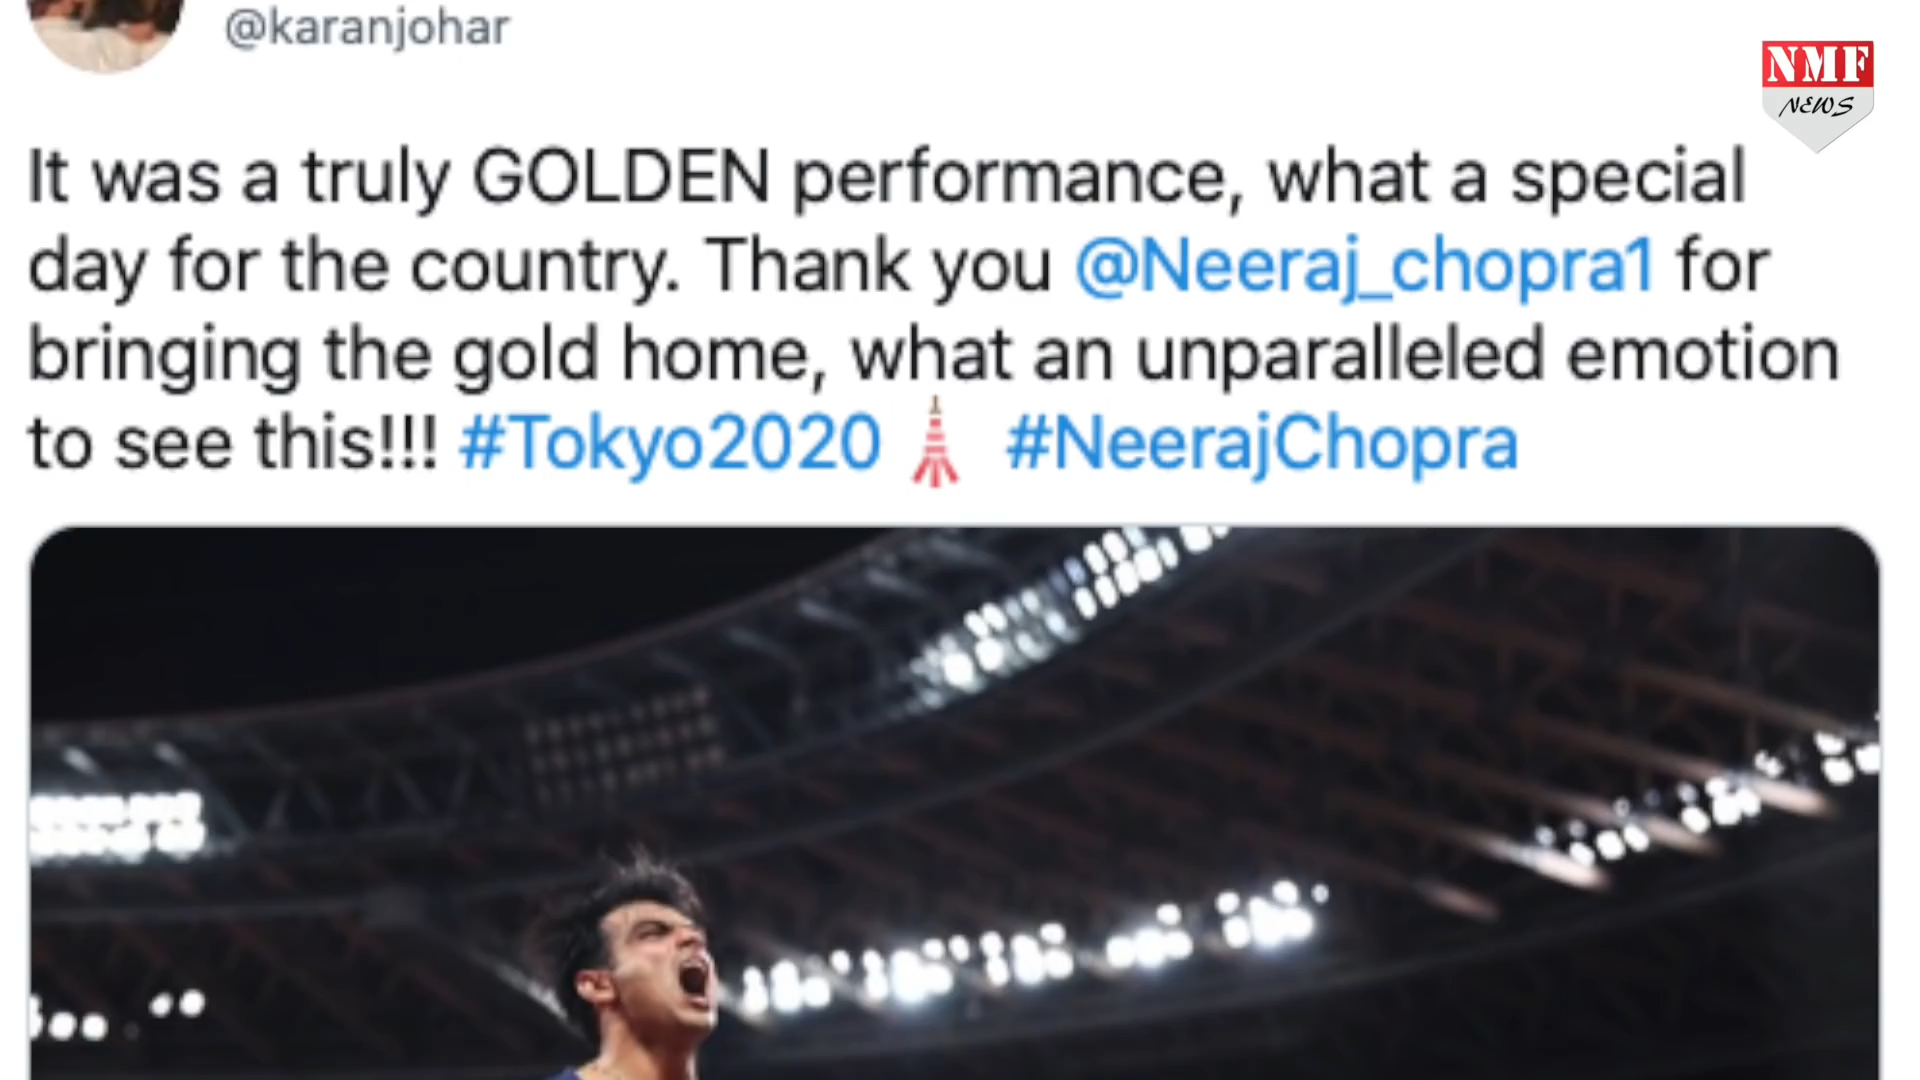 @karanjohar
NMF
NEWS
It was a truly GOLDEN performance, what a special
day for the country. Thank you @Neeraj_chopra1 for
bringing the gold home, what an unparalleled emotion
to see this!!! #Tokyo2020🗼 #NeerajChopra